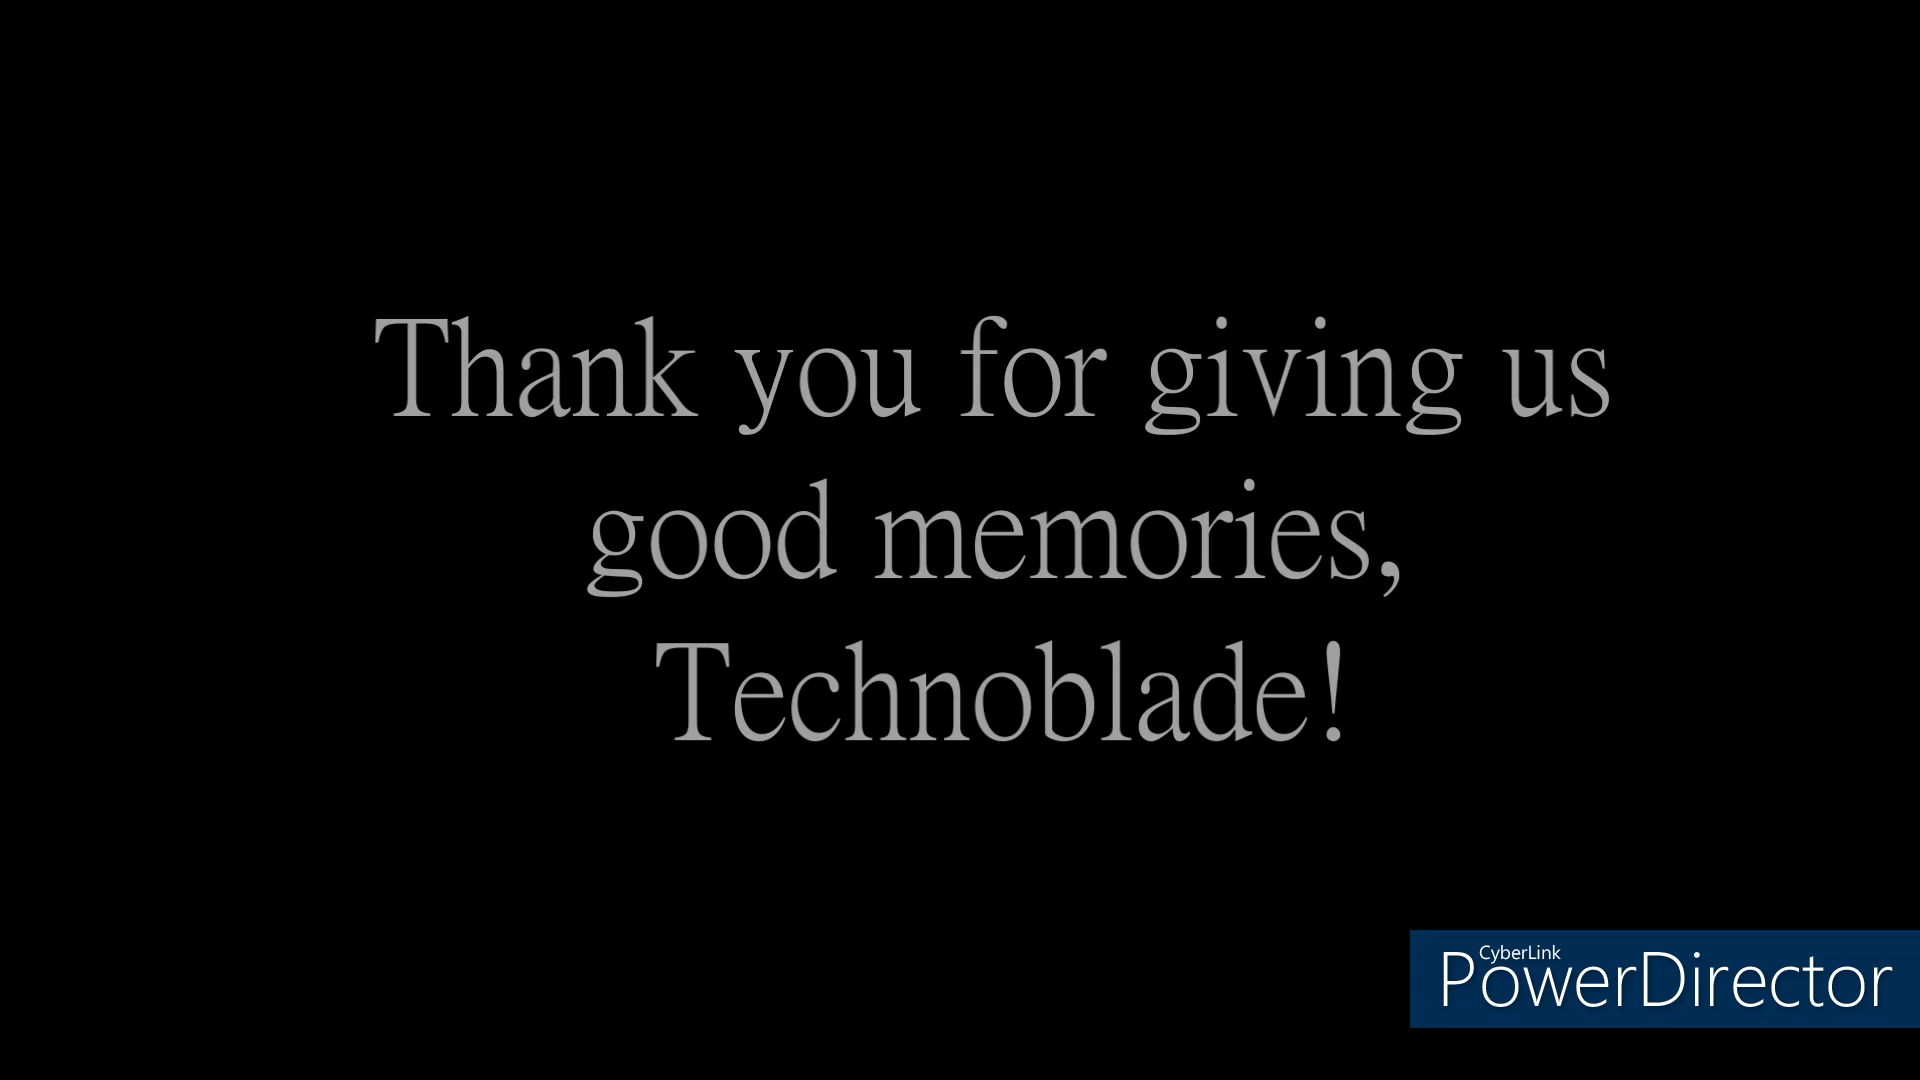 Thank you for giving us
good memories,
Technoblade!
CyberLink
PowerDirector